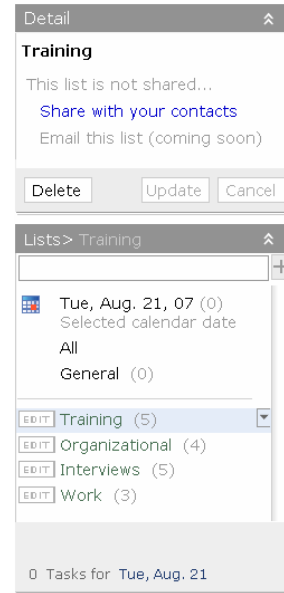 Detail
Training
This list is not shared...
Share with your contacts
Email this list (coming soon)
Delete Update Cancel
Lists> Training
+
Tue, Aug. 21, 07 (0)
Selected calendar date
All
General (0)
EDIT Training (5)
EDIT Organizational (4)
EDIT Interviews (5)
EDIT Work (3)
0 Tasks for Tue, Aug. 21